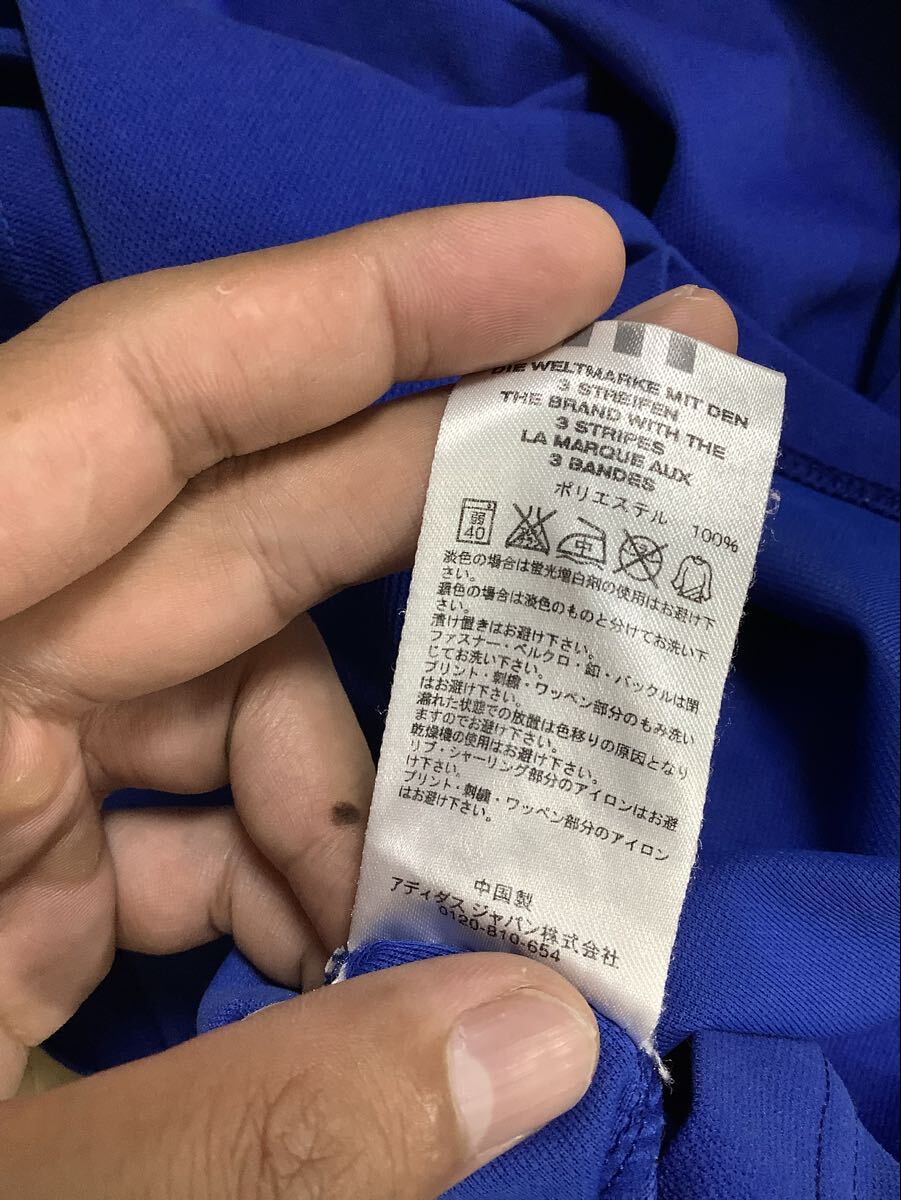 DIE WELTMARKE MIT DEN
3 STREIFEN
THE BRAND WITH THE
3 STRIPES
LA MARQUE AUX
3 BANDES
ポリエステル 100%
弱
40
中
淡色の場合は蛍光増白剤の使用はお避け下
さい。
濃色の場合は淡色のものと分けてお洗い下
さい。
漬け置きはお避け下さい。
ファスナー・ベルクロ・釦・バックルは閉
じてお洗い下さい。
プリント・刺繍・ワッペン部分のもみ洗い
はお避け下さい。
濡れた状態での放置は色移りの原因となり
ますのでお避け下さい。
乾燥機の使用はお避け下さい。
リブ・シャーリング部分のアイロンはお避
け下さい。
プリント・刺繍・ワッペン部分のアイロン
はお避け下さい。
中国製
アディダス ジャパン株式会社
0120-810-654